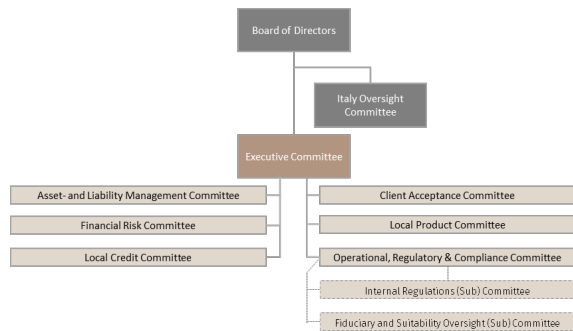 Board of Directors
Italy Oversight
Committee
Executive Committee
Asset- and Liability Management Committee
Client Acceptance Committee
Financial Risk Committee
Local Product Committee
Local Credit Committee
Operational, Regulatory & Compliance Committee
Internal Regulations (Sub) Committee
Fiduciary and Suitability Oversight (Sub) Committee